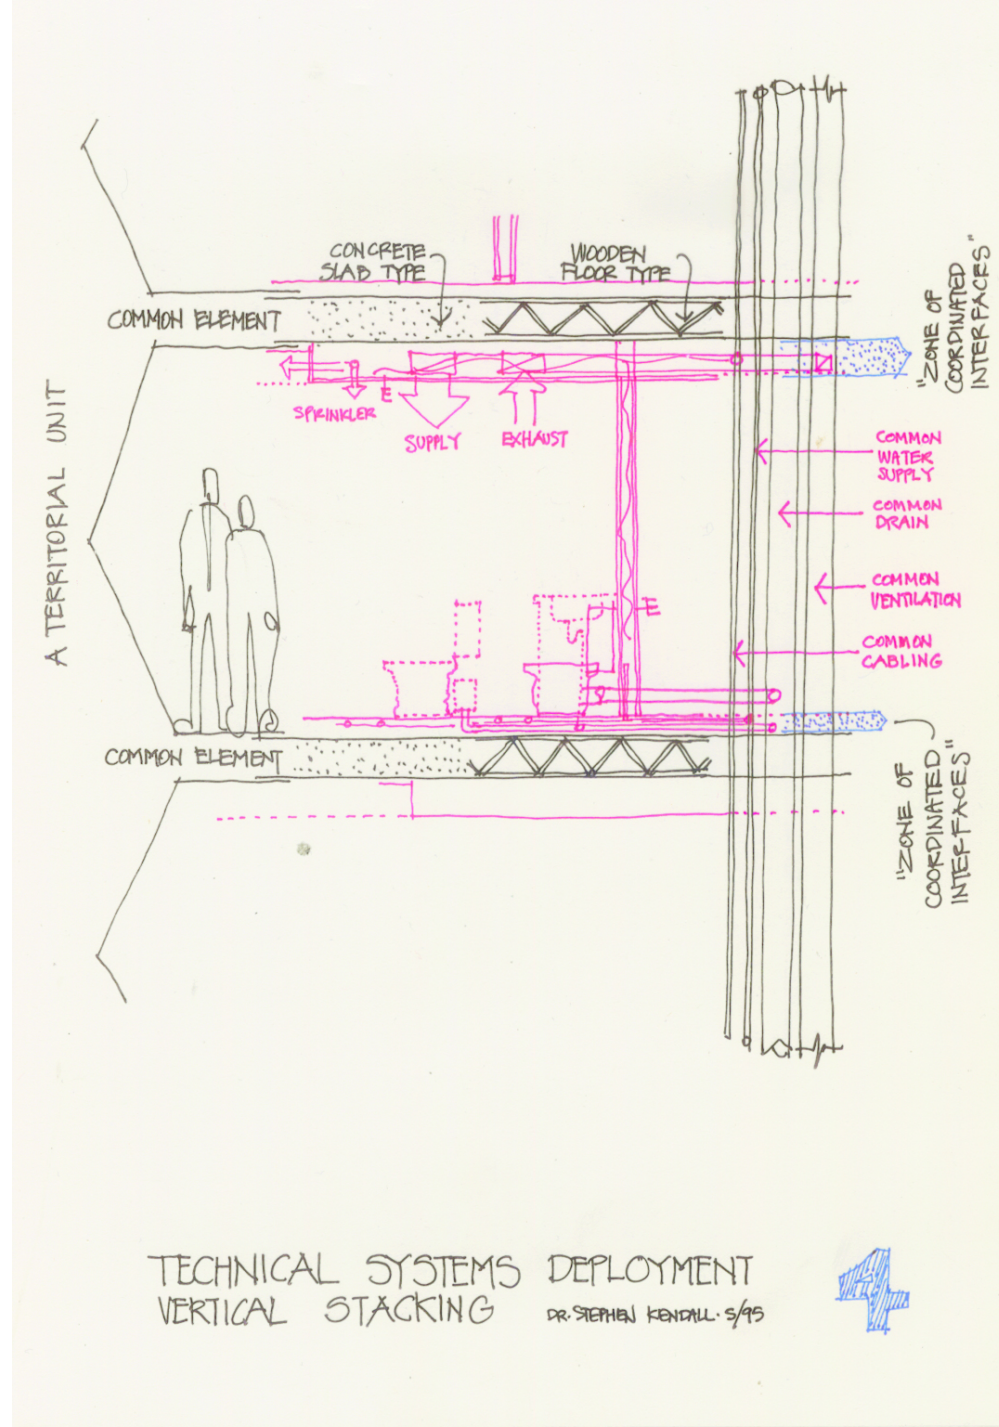 CONCRETE
SLAB TYPE
WOODEN
FLOOR TYPE
COMMON ELEMENT
"ZONE OF
COORDINATED
INTERFACES"
SPRINKLER
E
SUPPLY
EXHAUST
A TERRITORIAL UNIT
COMMON
WATER
SUPPLY
COMMON
DRAIN
COMMON
VENTILATION
COMMON
CABLING
E
COMMON ELEMENT
"ZONE OF
COORDINATED
INTERFACES"
TECHNICAL SYSTEMS DEPLOYMENT
VERTICAL STACKING
DR. STEPHEN KENDALL · 5/95
4